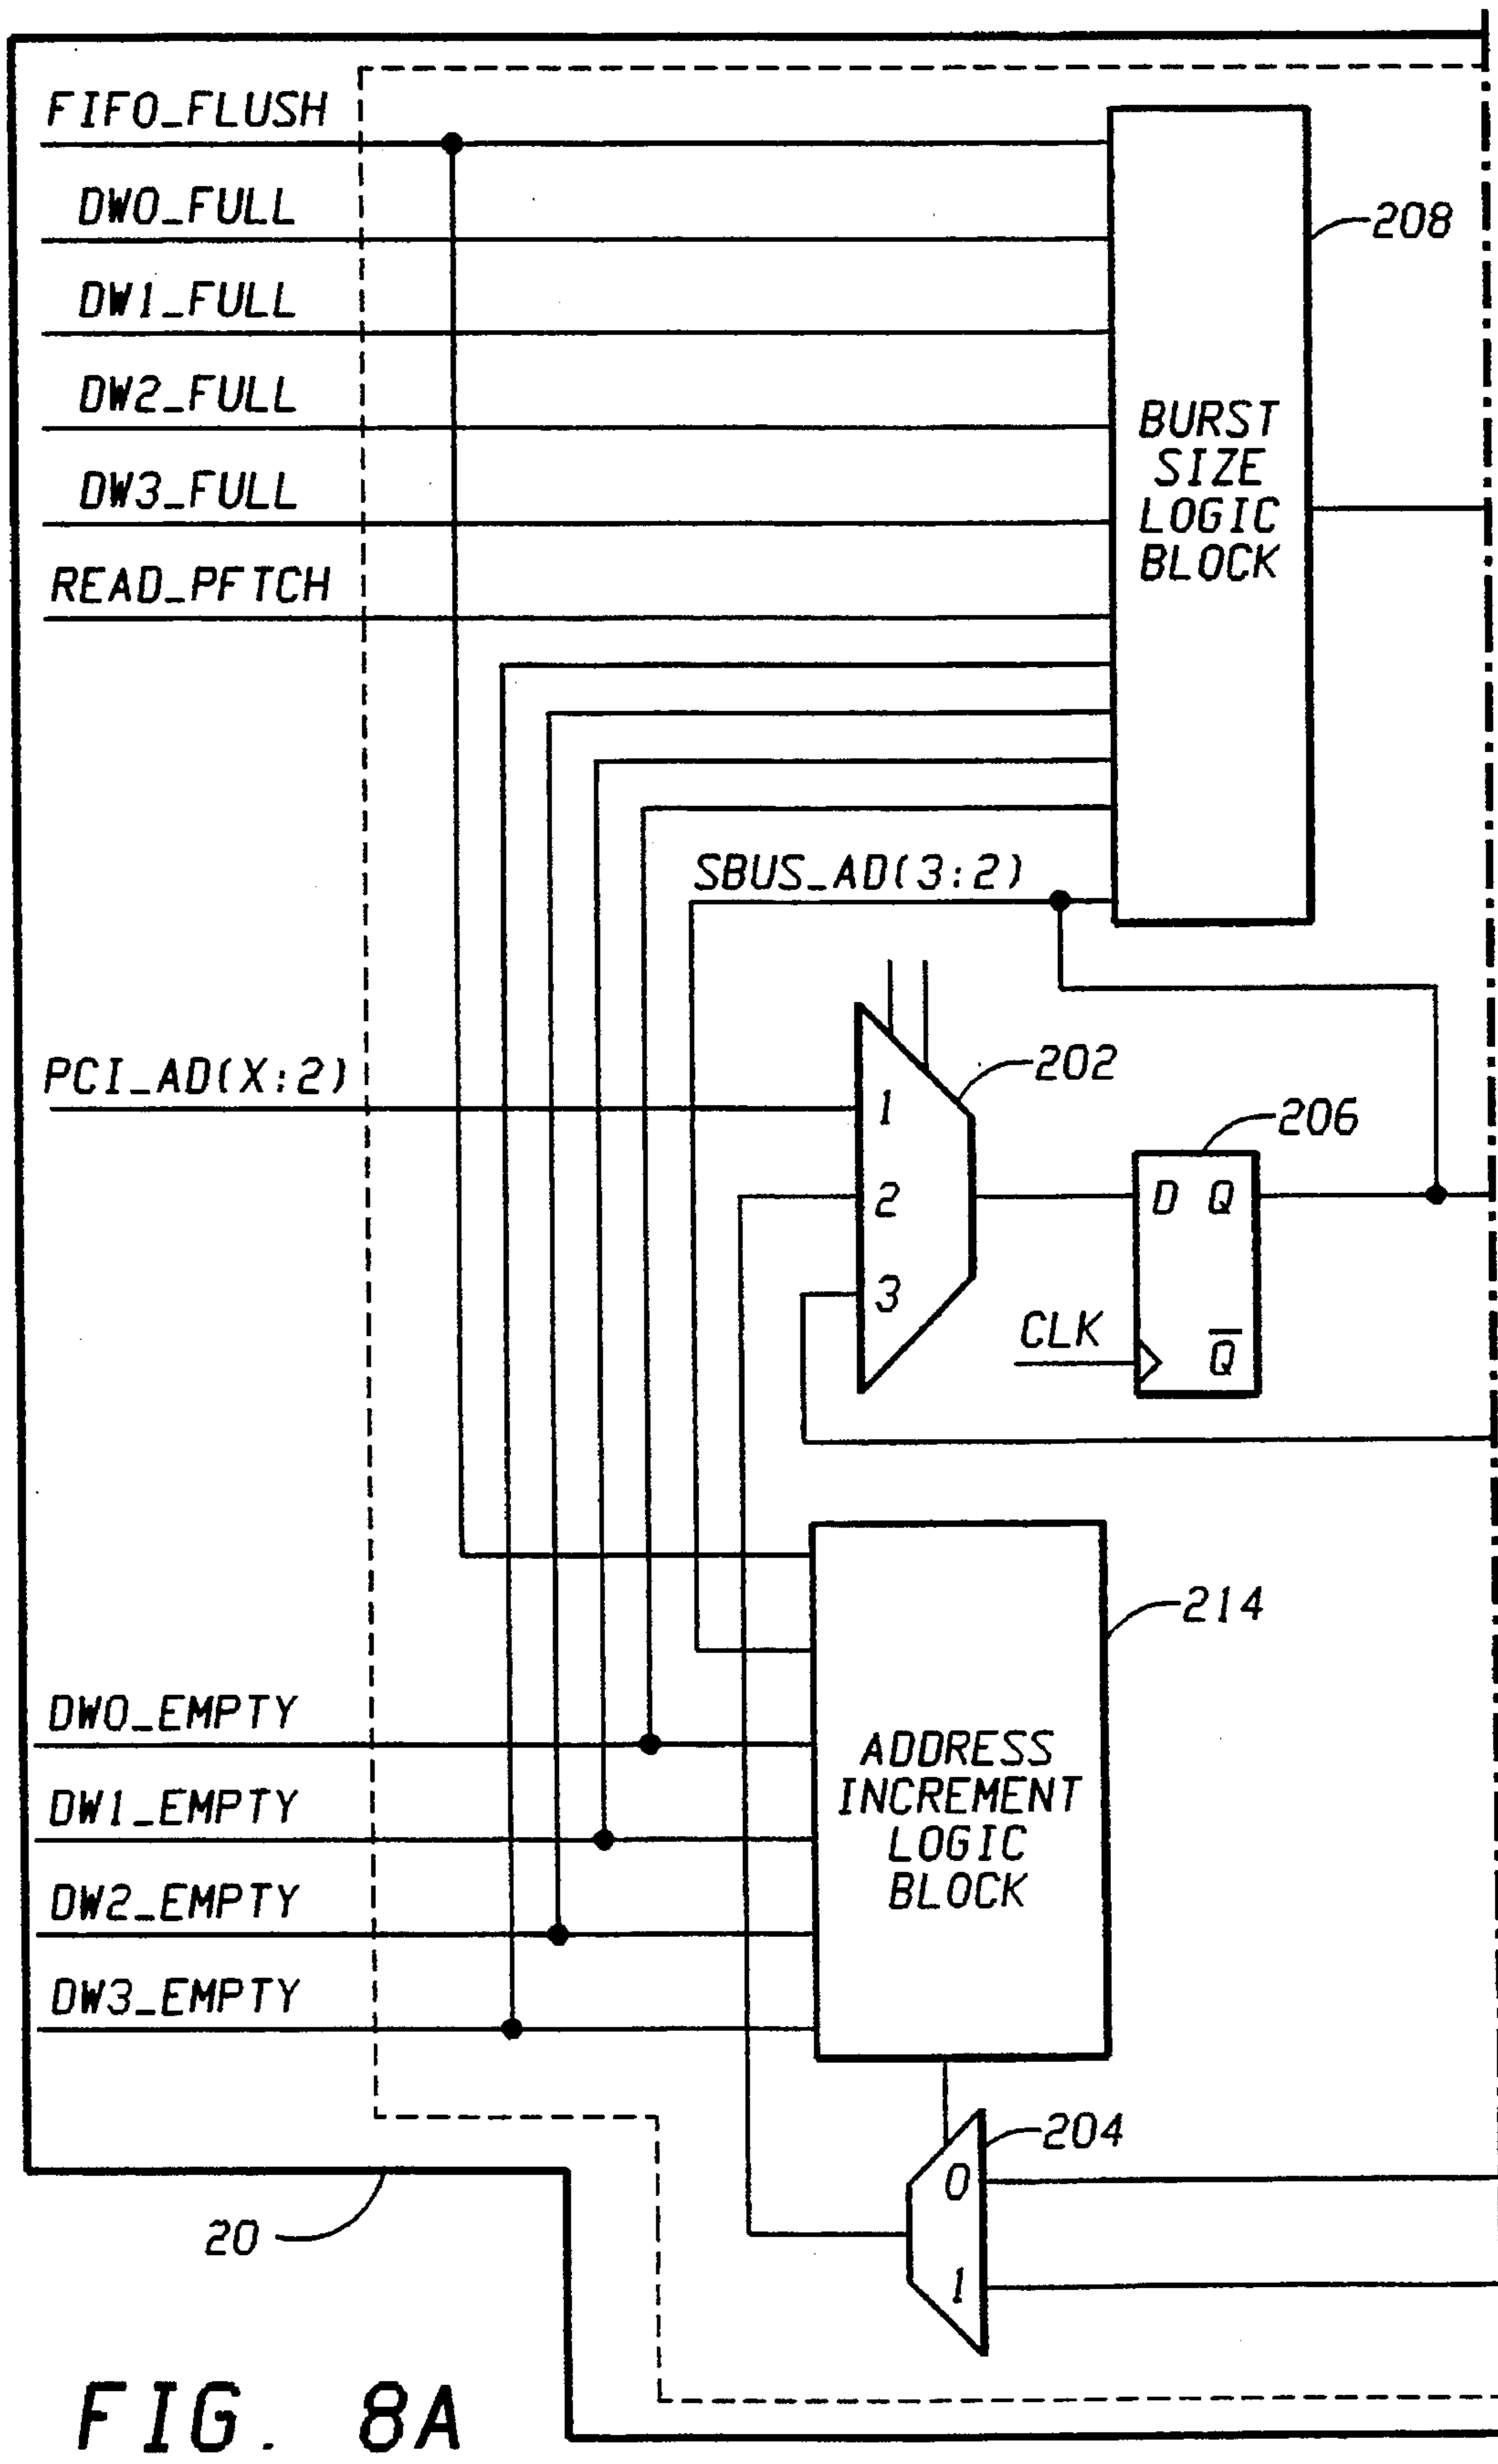 FIFO_FLUSH
DW0_FULL
208
DW1_FULL
DW2_FULL
BURST
SIZE
LOGIC
BLOCK
DW3_FULL
READ_PFTCH
SBUS_AD(3:2)
PCI_AD(X:2)
202
1
206
2
D Q
3
CLK
Q̅
214
DW0_EMPTY
ADDRESS
INCREMENT
LOGIC
BLOCK
DW1_EMPTY
DW2_EMPTY
DW3_EMPTY
204
0
20
1
FIG. 8A